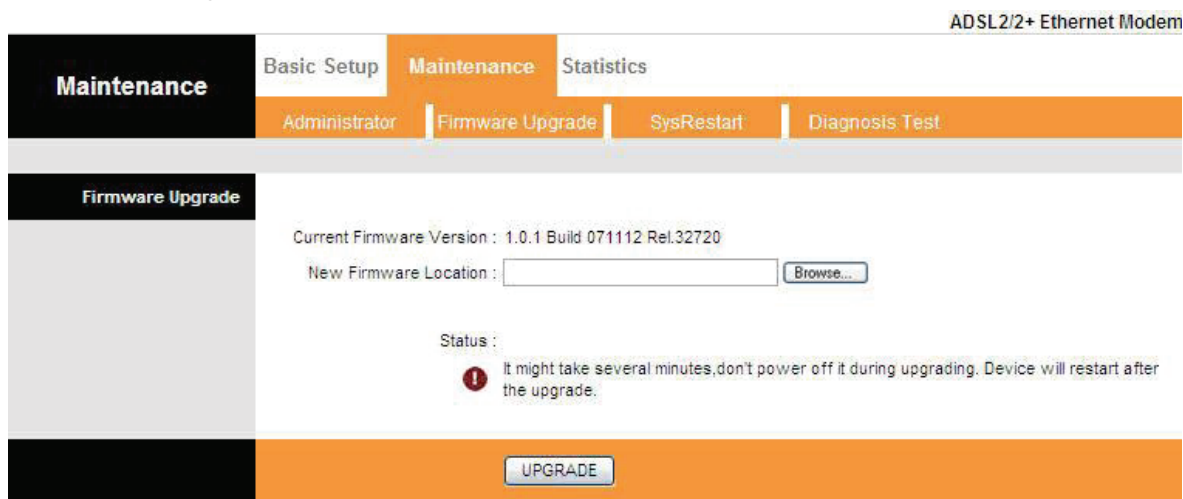 ADSL2/2+ Ethernet Modem
Maintenance
Basic Setup Maintenance Statistics
Administrator Firmware Upgrade SysRestart Diagnosis Test
Firmware Upgrade
Current Firmware Version : 1.0.1 Build 071112 Rel.32720
New Firmware Location : Browse...
Status :
It might take several minutes,don't power off it during upgrading. Device will restart after
the upgrade.
UPGRADE